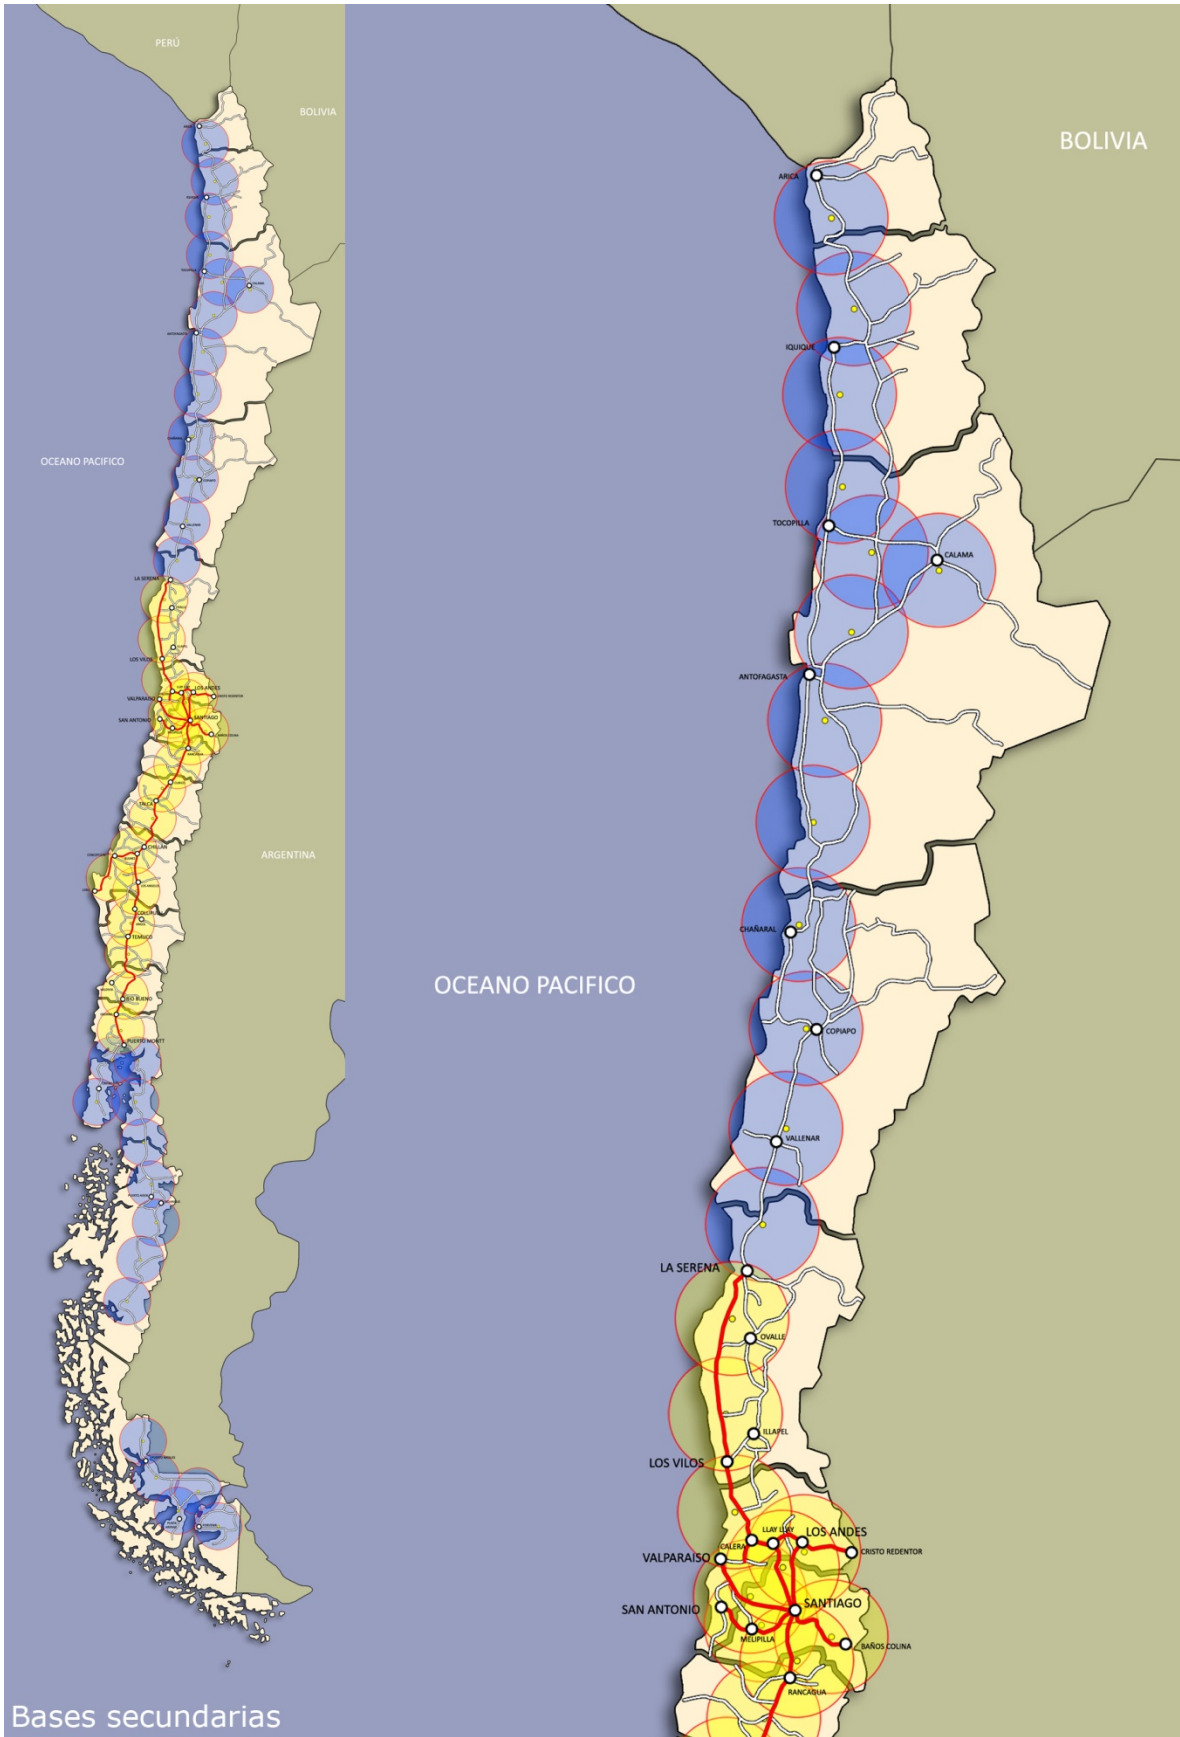 PERÚ
BOLIVIA
OCEANO PACIFICO
LA SERENA
LOS VILOS
LOS ANDES
VALPARAISO
SAN ANTONIO
SANTIAGO
TALCA
CHILLAN
ARGENTINA
TEMUCO
RIO BUENO
PUERTO MONTT
Bases secundarias
BOLIVIA
ARICA
IQUIQUE
TOCOPILLA
CALAMA
ANTOFAGASTA
CHAÑARAL
OCEANO PACIFICO
COPIAPO
VALLENAR
LA SERENA
OVALLE
ILLAPEL
LOS VILOS
CALERA
LLAY LLAY
LOS ANDES
VALPARAISO
CRISTO REDENTOR
SAN ANTONIO
SANTIAGO
MELIPILLA
BAÑOS COLINA
RANCAGUA